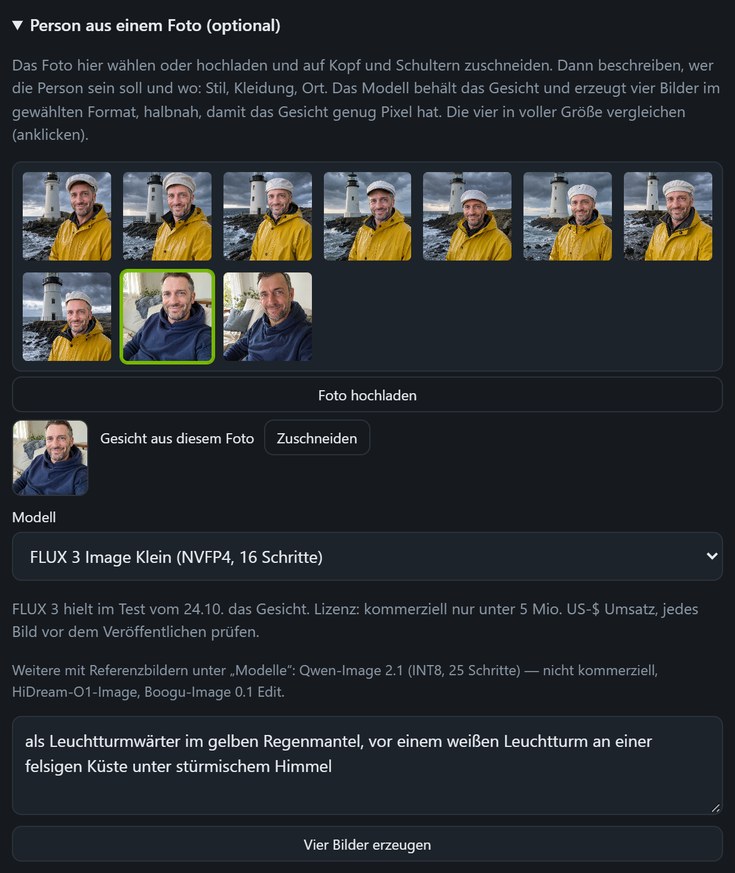 ▼ Person aus einem Foto (optional)
Das Foto hier wählen oder hochladen und auf Kopf und Schultern zuschneiden. Dann beschreiben, wer
die Person sein soll und wo: Stil, Kleidung, Ort. Das Modell behält das Gesicht und erzeugt vier Bilder im
gewählten Format, halbnah, damit das Gesicht genug Pixel hat. Die vier in voller Größe vergleichen
(anklicken).
Foto hochladen
Gesicht aus diesem Foto
Zuschneiden
Modell
FLUX 3 Image Klein (NVFP4, 16 Schritte)
FLUX 3 hielt im Test vom 24.10. das Gesicht. Lizenz: kommerziell nur unter 5 Mio. US-$ Umsatz, jedes
Bild vor dem Veröffentlichen prüfen.
Weitere mit Referenzbildern unter „Modelle“: Qwen-Image 2.1 (INT8, 25 Schritte) — nicht kommerziell,
HiDream-O1-Image, Boogu-Image 0.1 Edit.
als Leuchtturmwärter im gelben Regenmantel, vor einem weißen Leuchtturm an einer
felsigen Küste unter stürmischem Himmel
Vier Bilder erzeugen